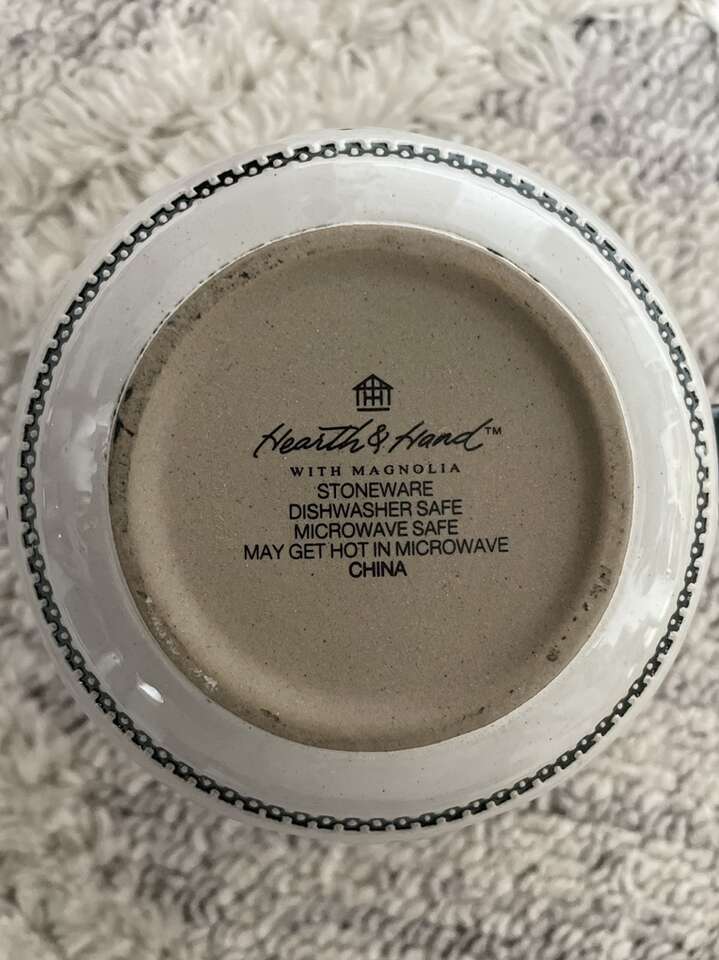 Hearth & Hand™
WITH MAGNOLIA
STONEWARE
DISHWASHER SAFE
MICROWAVE SAFE
MAY GET HOT IN MICROWAVE
CHINA